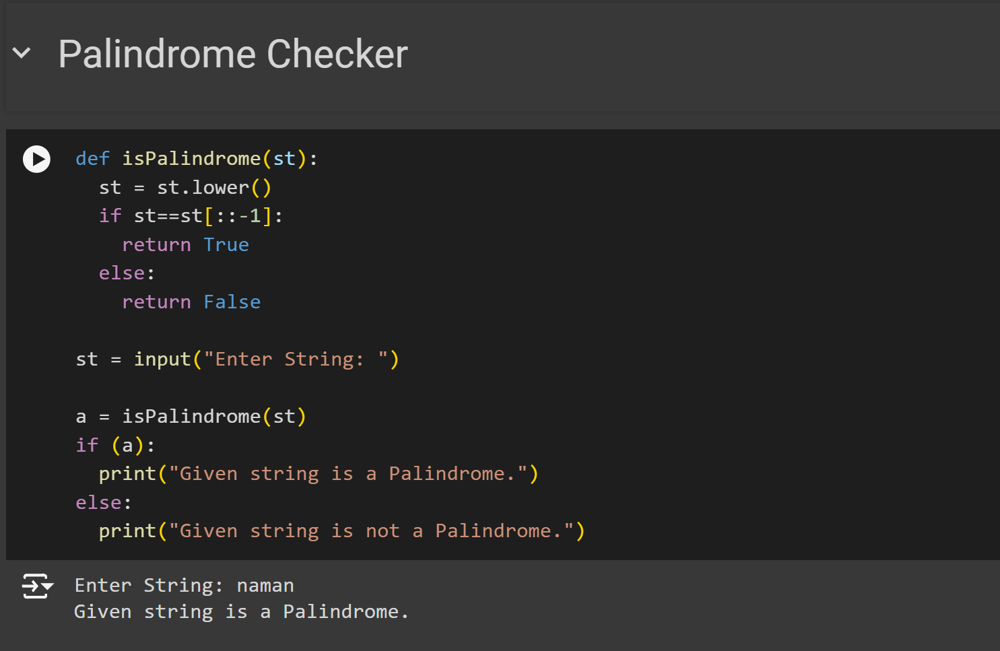 Palindrome Checker
def isPalindrome(st):
  st = st.lower()
  if st==st[::-1]:
    return True
  else:
    return False

st = input("Enter String: ")

a = isPalindrome(st)
if (a):
  print("Given string is a Palindrome.")
else:
  print("Given string is not a Palindrome.")
Enter String: naman
Given string is a Palindrome.